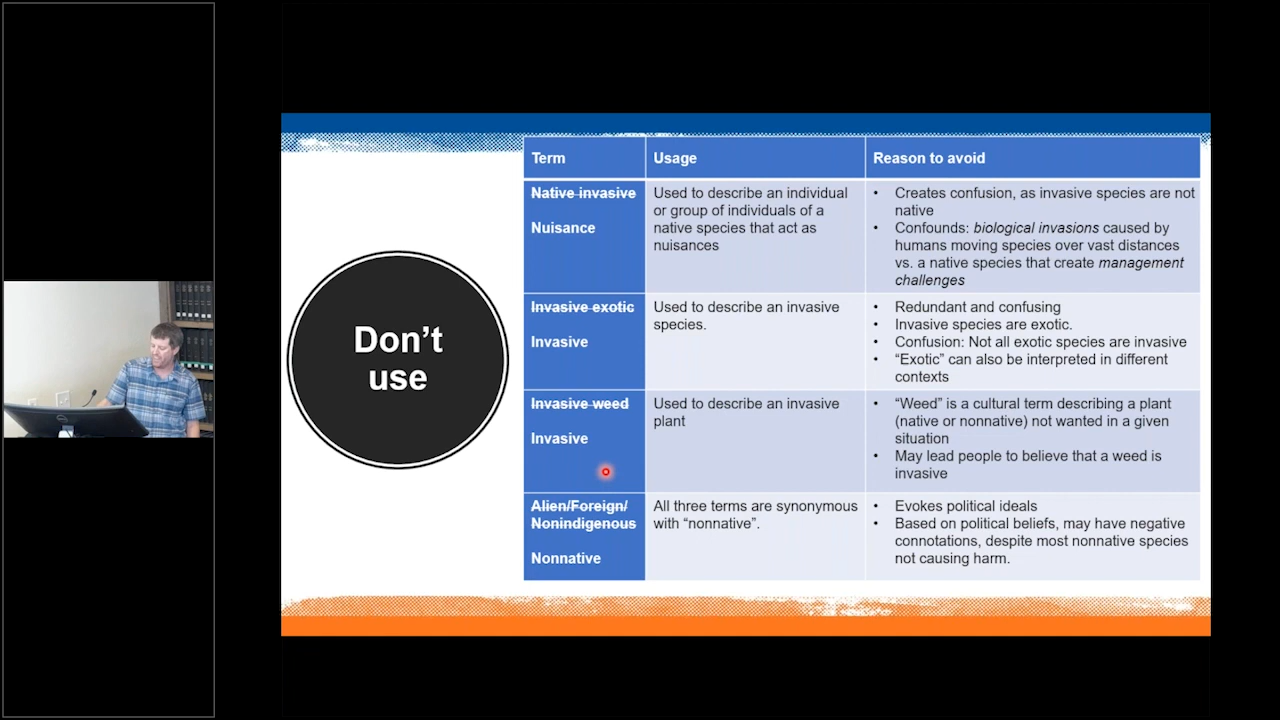 Don’t
use
Term
Usage
Reason to avoid
Native invasive
Nuisance
Used to describe an individual
or group of individuals of a
native species that act as
nuisances
• Creates confusion, as invasive species are not
native
• Confounds: biological invasions caused by
humans moving species over vast distances
vs. a native species that create management
challenges
Invasive exotic
Invasive
Used to describe an invasive
species.
• Redundant and confusing
• Invasive species are exotic.
• Confusion: Not all exotic species are invasive
• “Exotic” can also be interpreted in different
contexts
Invasive weed
Invasive
Used to describe an invasive
plant
• “Weed” is a cultural term describing a plant
(native or nonnative) not wanted in a given
situation
• May lead people to believe that a weed is
invasive
Alien/Foreign/
Nonindigenous
Nonnative
All three terms are synonymous
with “nonnative”.
• Evokes political ideals
• Based on political beliefs, may have negative
connotations, despite most nonnative species
not causing harm.